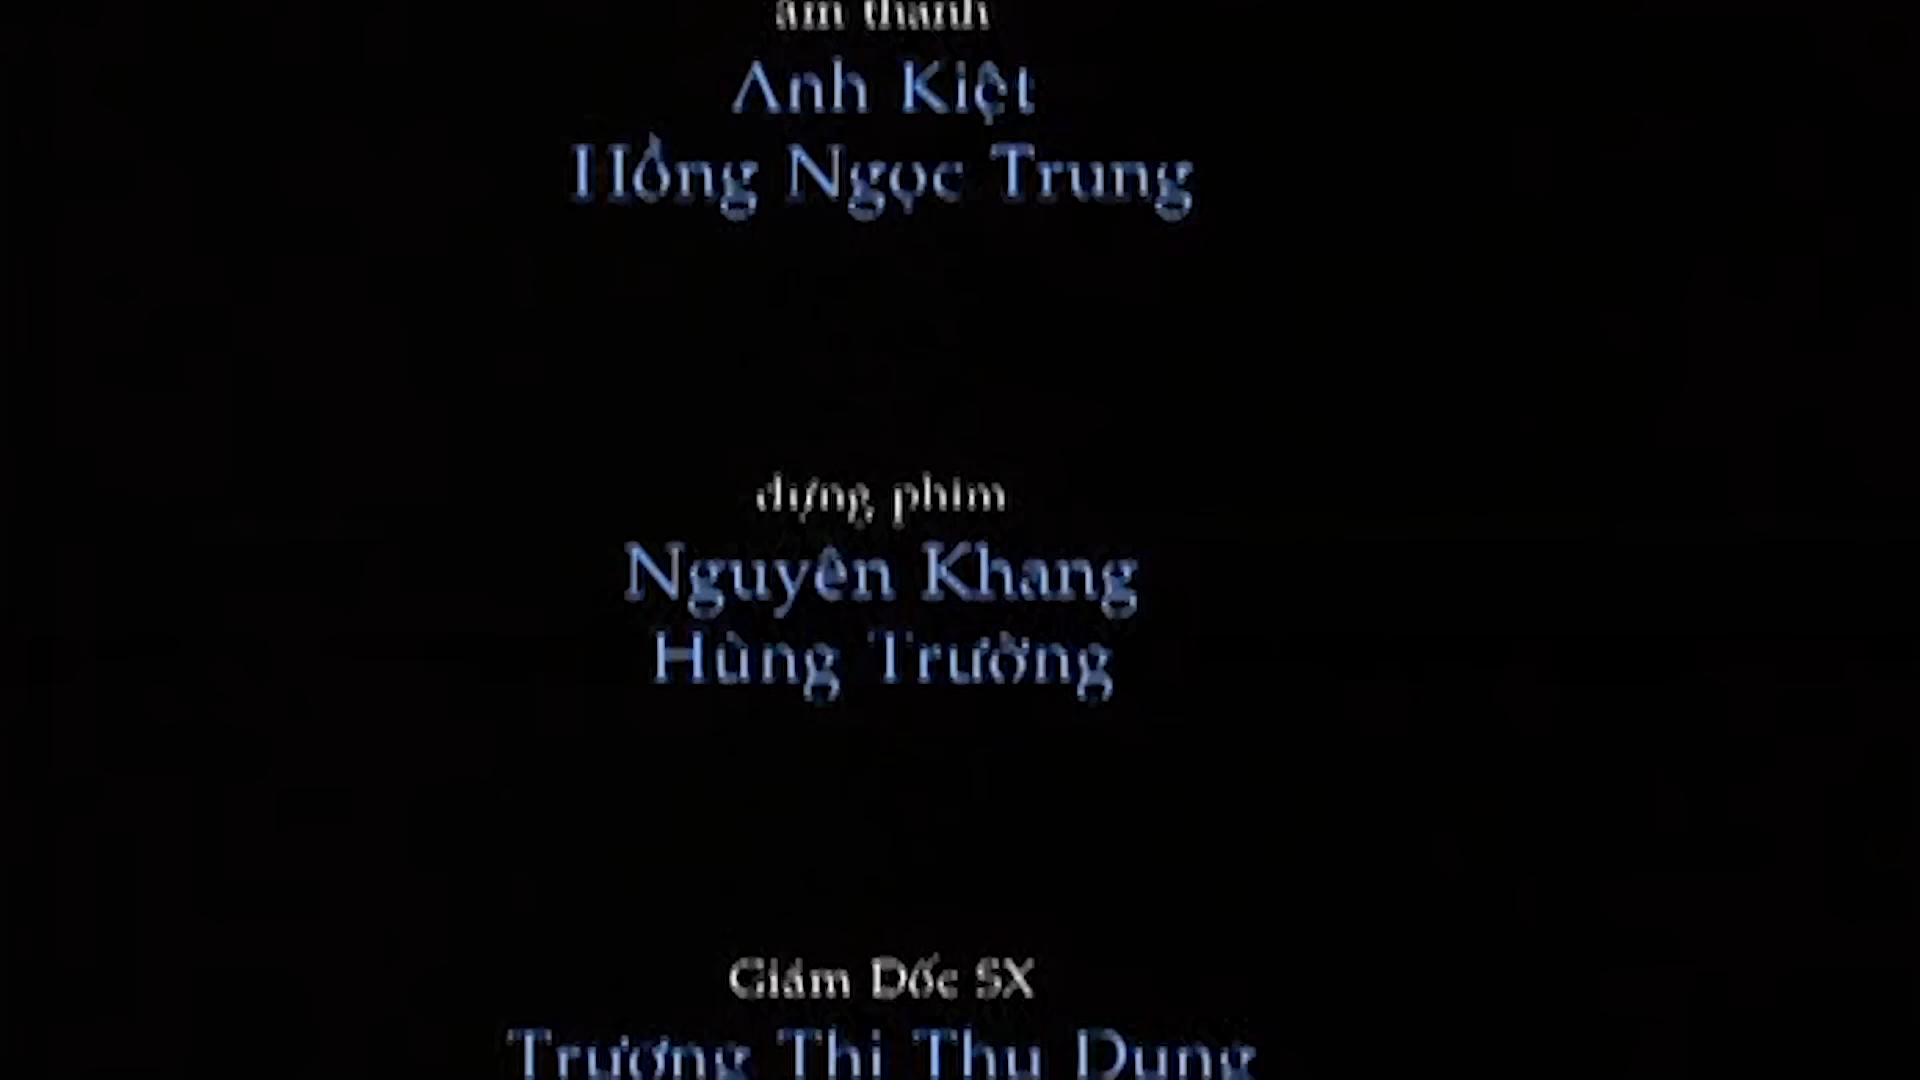 âm thanh
Anh Kiệt
Hồng Ngọc Trung
dựng phim
Nguyên Khang
Hùng Trường
Giám Đốc SX
Trương Thị Thu Dung